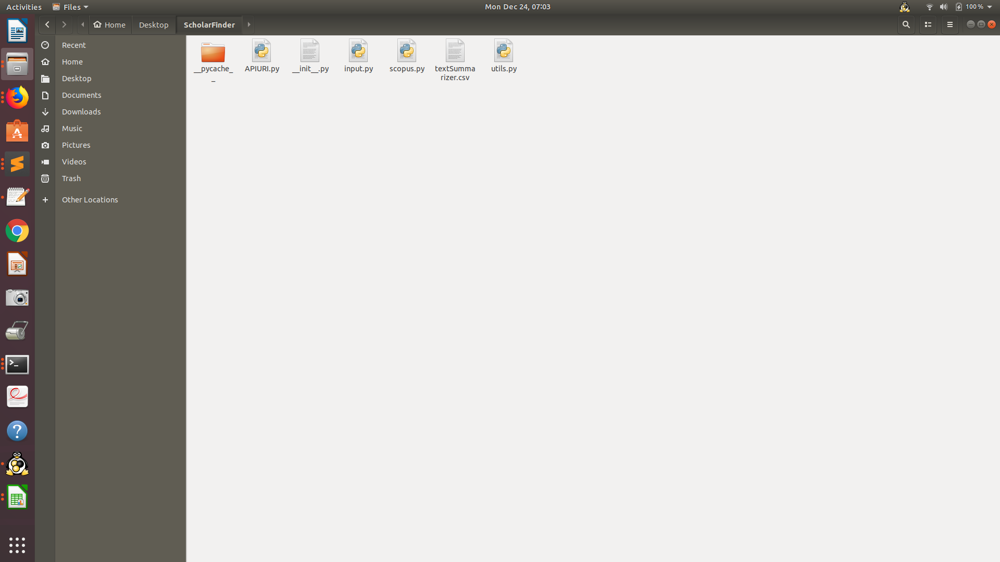 Activities
Files
Mon Dec 24, 07:03
100 %
Home
Desktop
ScholarFinder
Recent
Home
Desktop
Documents
Downloads
Music
Pictures
Videos
Trash
Other Locations
__pycache_
_
APIURI.py
__init__.py
input.py
scopus.py
textSumma
rizer.csv
utils.py